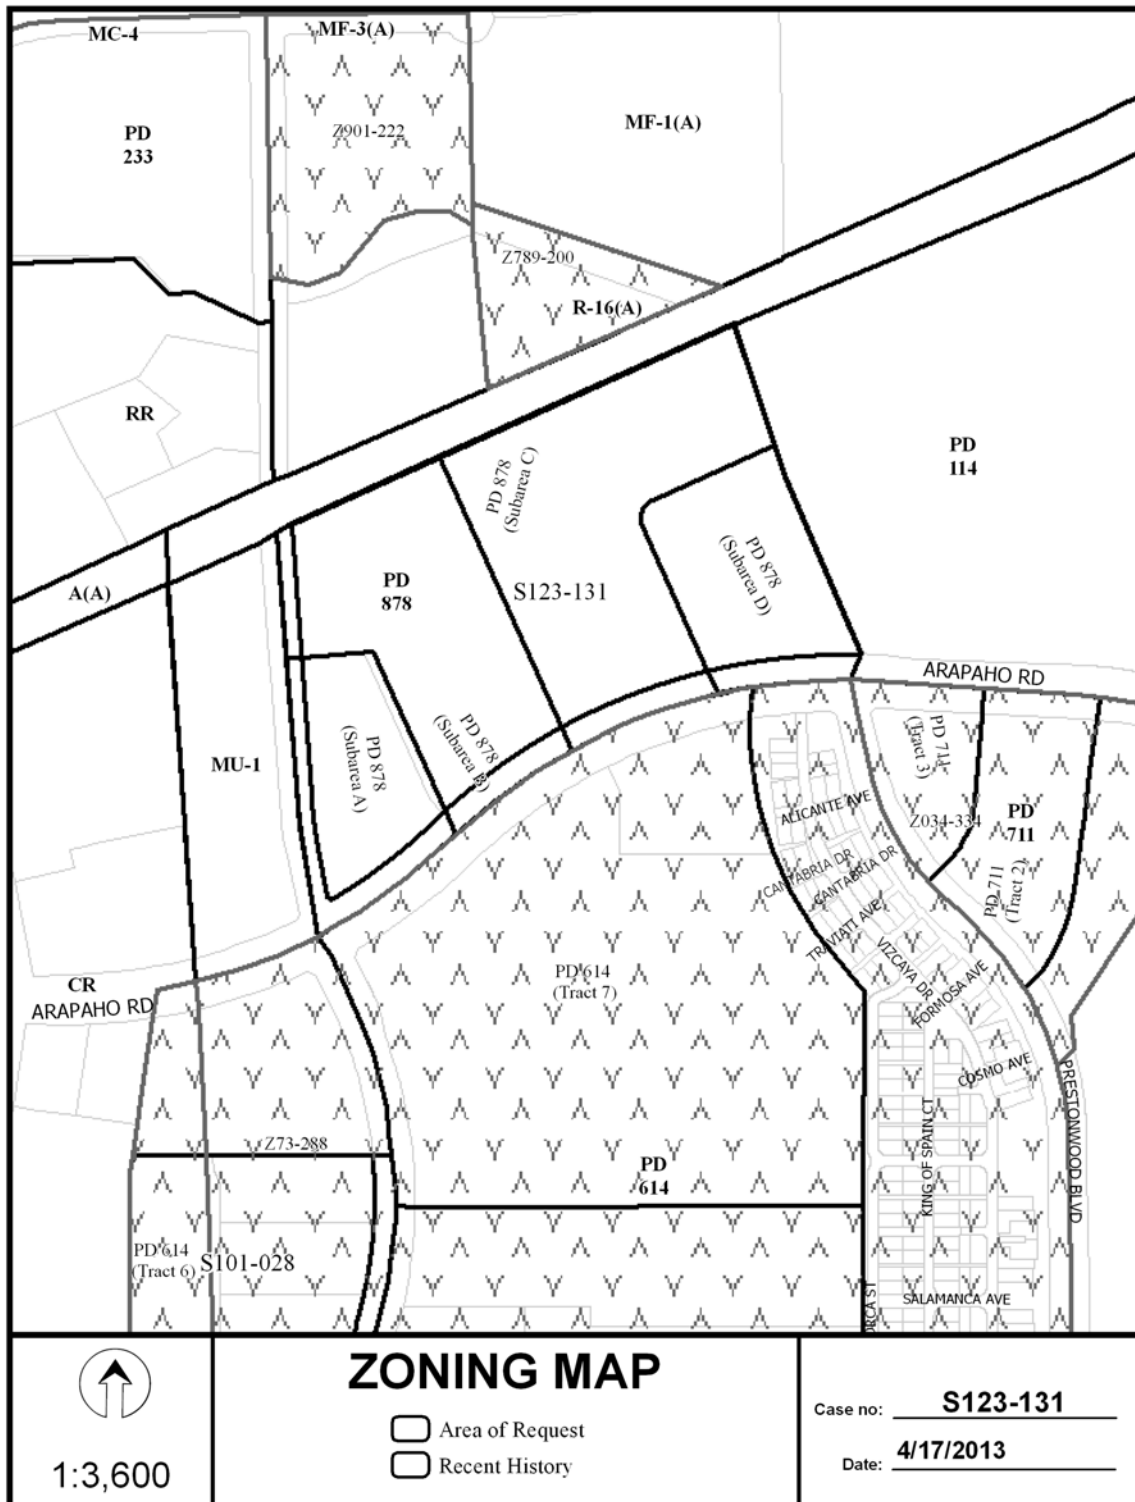 MC-4
MF-3(A)
PD
233
Z901-222
MF-1(A)
Z789-200
R-16(A)
RR
PD
114
PD 878
(Subarea C)
A(A)
PD
878
S123-131
PD 878
(Subarea D)
ARAPAHO RD
PD 878
(Subarea A)
PD 878
(Subarea B)
MU-1
PD 711
(Tract 3)
ALICANTE AVE
Z034-334
PD
711
CANTABRIA DR
CANTABRIA DR
PD 711
(Tract 2)
TRAVIATI AVE
VIZCAYA DR
FORMOSA AVE
PD 614
(Tract 7)
CR
ARAPAHO RD
COSMO AVE
PRESTONWOOD BLVD
KING OF SPAIN CT
Z73-288
PD
614
PD 614
(Tract 6)
S101-028
SALAMANCA AVE
ORCA ST
1:3,600
ZONING MAP
Area of Request
Recent History
Case no: S123-131
Date: 4/17/2013